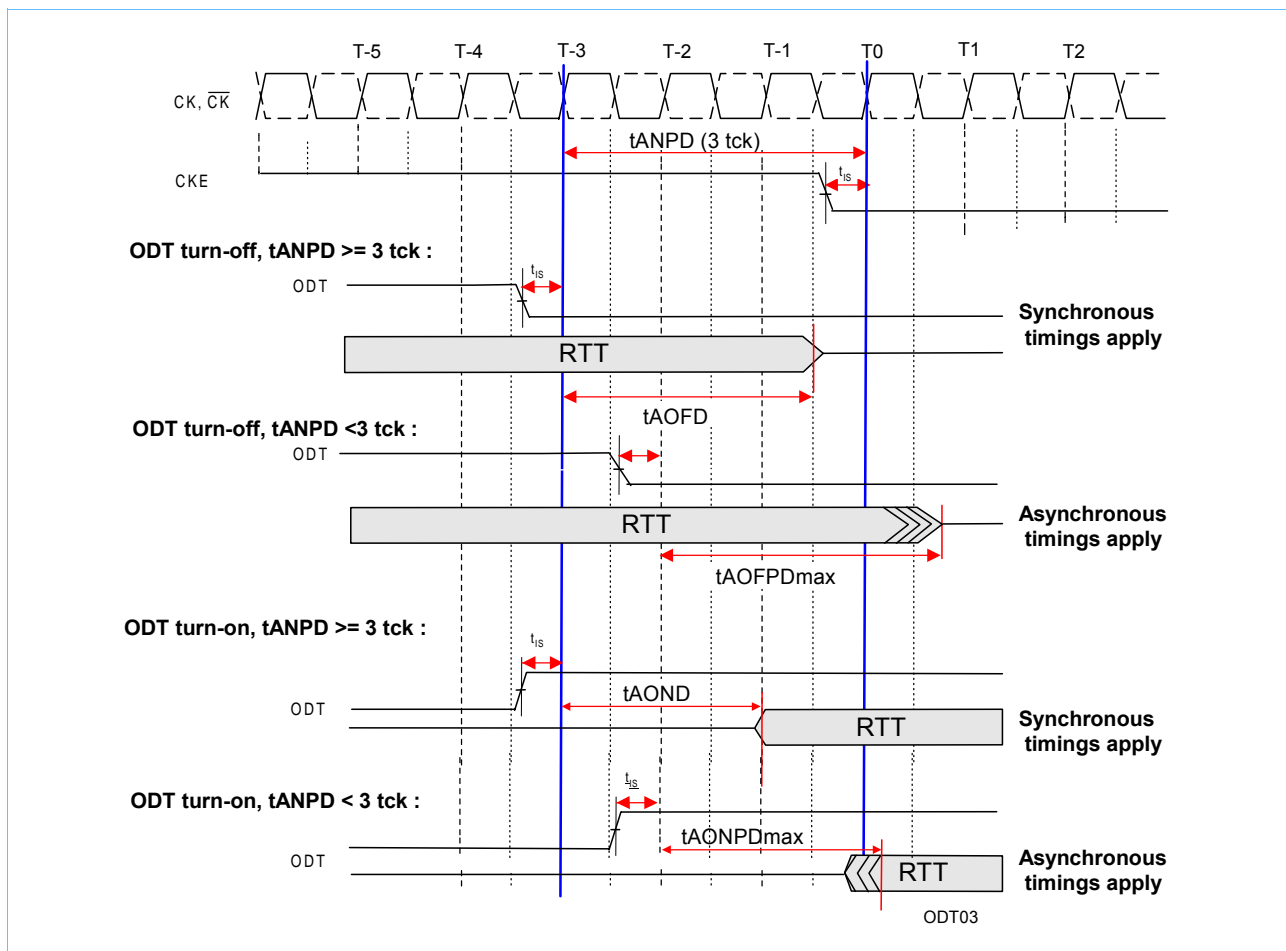 T-5 T-4 T-3 T-2 T-1 T0 T1 T2
CK, C̅K̅
tANPD (3 tck)
CKE
tIS
ODT turn-off, tANPD >= 3 tck :
tIS
ODT
Synchronous
timings apply
RTT
tAOFD
ODT turn-off, tANPD <3 tck :
ODT
RTT
Asynchronous
timings apply
tAOFPDmax
ODT turn-on, tANPD >= 3 tck :
tIS
tAOND
ODT
RTT
Synchronous
timings apply
tIS
ODT turn-on, tANPD < 3 tck :
tAONPDmax
ODT
RTT
Asynchronous
timings apply
ODT03